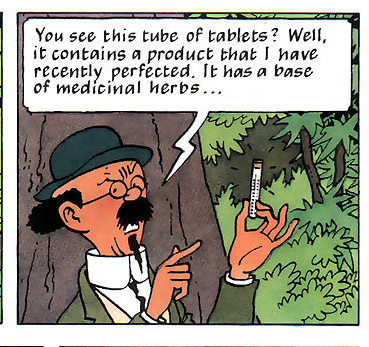 You see this tube of tablets? Well,
it contains a product that I have
recently perfected. It has a base
of medicinal herbs...